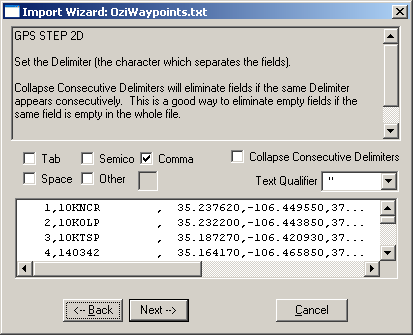 Import Wizard: OziWaypoints.txt
GPS STEP 2D
Set the Delimiter (the character which separates the fields).
Collapse Consecutive Delimiters will eliminate fields if the same Delimiter
appears consecutively. This is a good way to eliminate empty fields if the
same field is empty in the whole file.
Tab Semico Comma Collapse Consecutive Delimiters
Space Other Text Qualifier "
1,10KNCR , 35.237620,-106.449550,37...
2,10KOLP , 35.232200,-106.443850,37...
3,10KTSP , 35.187270,-106.420930,37...
4,140342 , 35.164170,-106.465850,37...
<-- Back Next --> Cancel